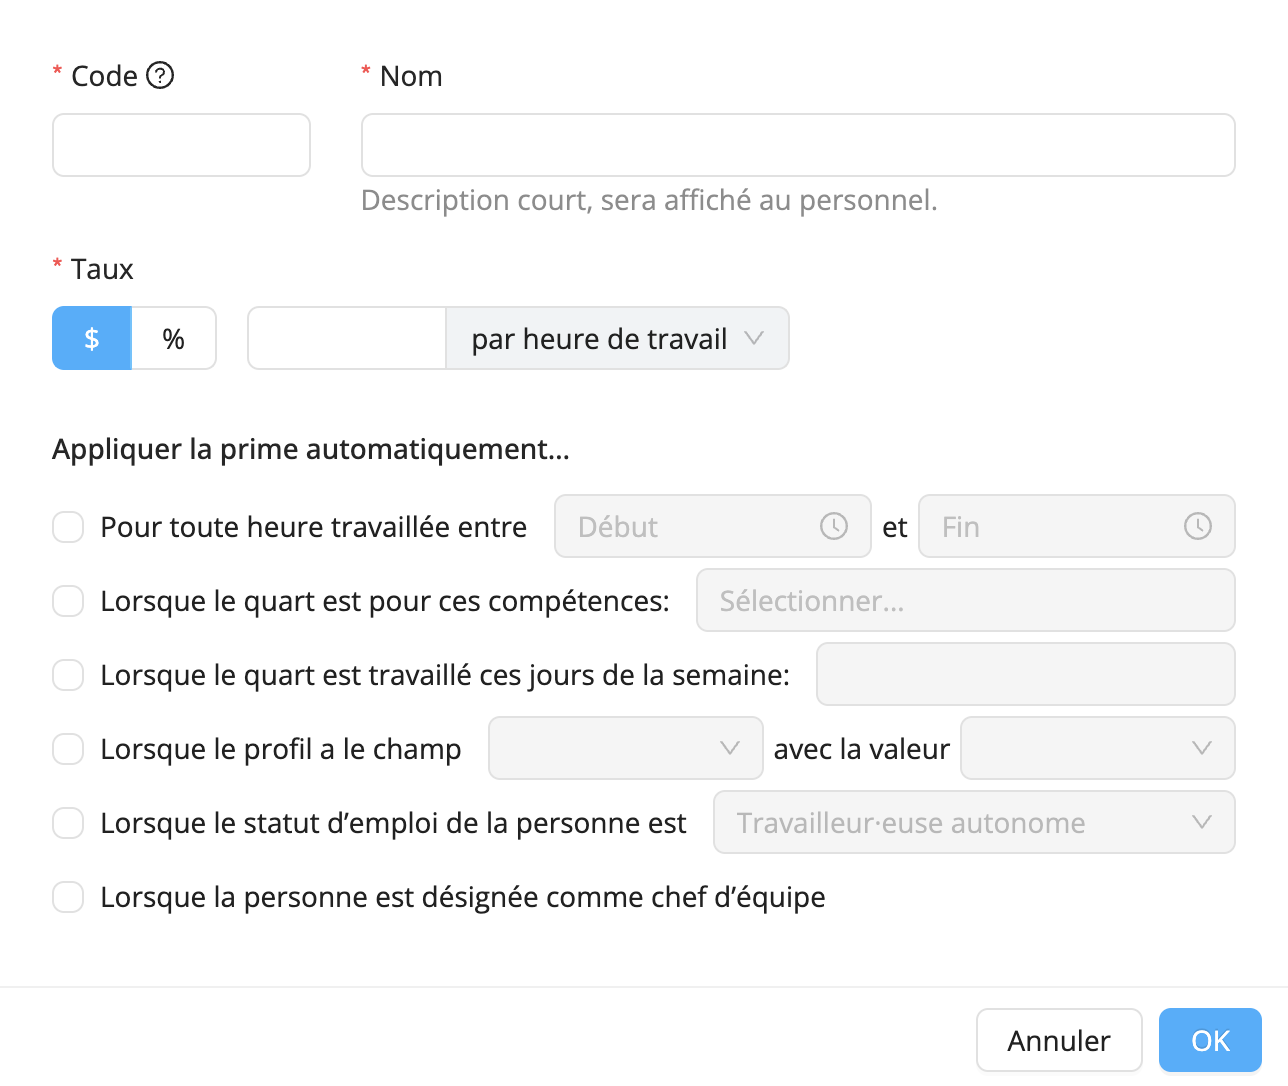 * Code ? * Nom
Description court, sera affiché au personnel.
* Taux
$ % par heure de travail
Appliquer la prime automatiquement...
Pour toute heure travaillée entre Début et Fin
Lorsque le quart est pour ces compétences: Sélectionner...
Lorsque le quart est travaillé ces jours de la semaine:
Lorsque le profil a le champ avec la valeur
Lorsque le statut d’emploi de la personne est Travailleur·euse autonome
Lorsque la personne est désignée comme chef d’équipe
Annuler OK